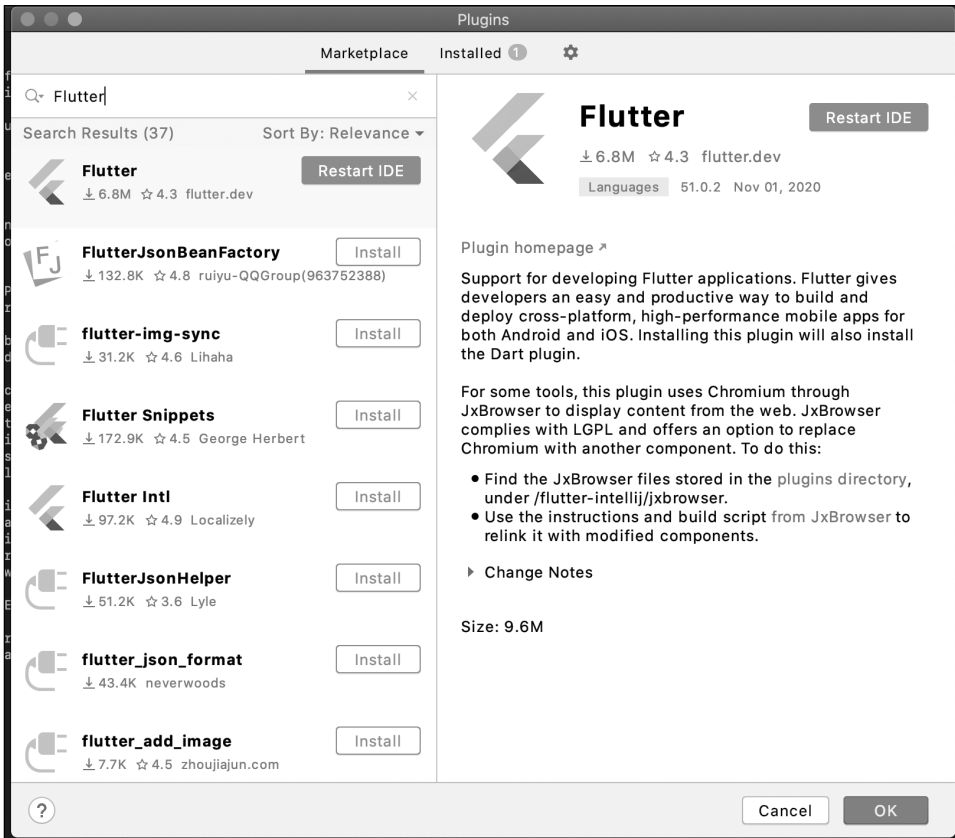 Plugins
Marketplace Installed 1
Flutter
Search Results (37) Sort By: Relevance
Flutter Restart IDE
6.8M 4.3 flutter.dev
FlutterJsonBeanFactory Install
132.8K 4.8 ruiyu-QQGroup(963752388)
flutter-img-sync Install
31.2K 4.6 Lihaha
Flutter Snippets Install
172.9K 4.5 George Herbert
Flutter Intl Install
97.2K 4.9 Localizely
FlutterJsonHelper Install
51.2K 3.6 Lyle
flutter_json_format Install
43.4K neverwoods
flutter_add_image Install
7.7K 4.5 zhoujiajun.com
Flutter Restart IDE
6.8M 4.3 flutter.dev
Languages 51.0.2 Nov 01, 2020
Plugin homepage
Support for developing Flutter applications. Flutter gives
developers an easy and productive way to build and
deploy cross-platform, high-performance mobile apps for
both Android and iOS. Installing this plugin will also install
the Dart plugin.
For some tools, this plugin uses Chromium through
JxBrowser to display content from the web. JxBrowser
complies with LGPL and offers an option to replace
Chromium with another component. To do this:
• Find the JxBrowser files stored in the plugins directory,
under /flutter-intellij/jxbrowser.
• Use the instructions and build script from JxBrowser to
relink it with modified components.
Change Notes
Size: 9.6M
? Cancel OK